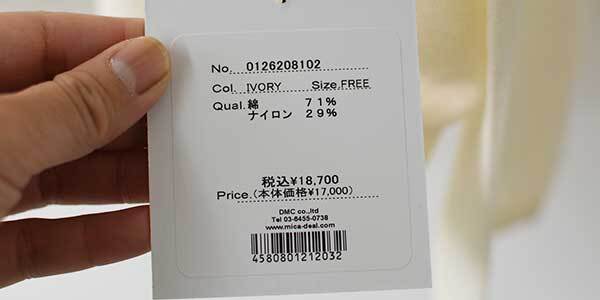 No. 0126208102
Col. IVORY Size.FREE
Qual.綿 71%
ナイロン 29%
税込¥18,700
Price.(本体価格¥17,000)
DMC co.,ltd
Tel 03-6455-0738
www.mica-deal.com
4580801212032